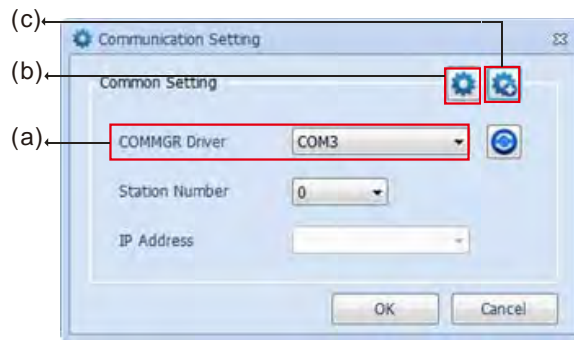 (c)
Communication Setting
(b)
Common Setting
(a)
COMMGR Driver COM3
Station Number 0
IP Address
OK Cancel